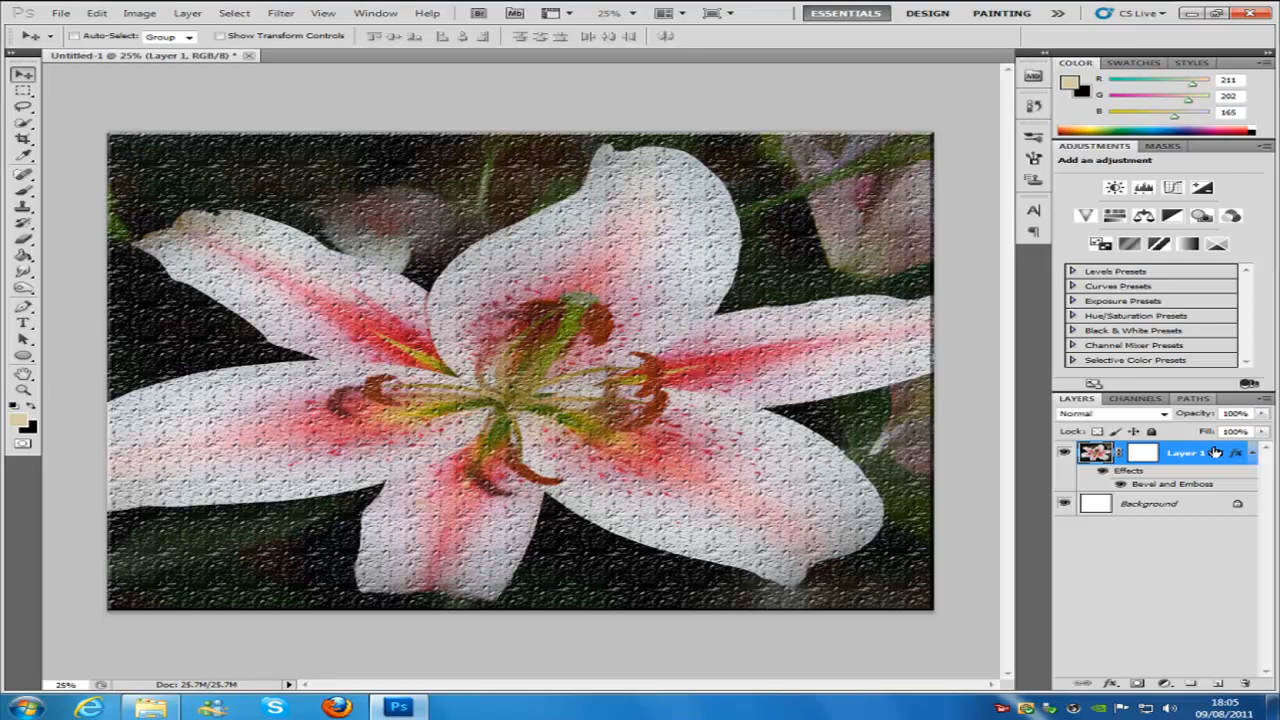 Ps File Edit Image Layer Select Filter View Window Help Br Mb 25% ESSENTIALS DESIGN PAINTING CS Live
Auto-Select: Group Show Transform Controls
Untitled-1 @ 25% (Layer 1, RGB/8) *
COLOR SWATCHES STYLES
R 211
G 202
B 165
ADJUSTMENTS MASKS
Add an adjustment
Levels Presets
Curves Presets
Exposure Presets
Hue/Saturation Presets
Black & White Presets
Channel Mixer Presets
Selective Color Presets
LAYERS CHANNELS PATHS
Normal Opacity: 100%
Lock: Fill: 100%
Layer 1 fx
Effects
Bevel and Emboss
Background
25% Doc: 25.7M/25.7M
18:05
09/08/2011